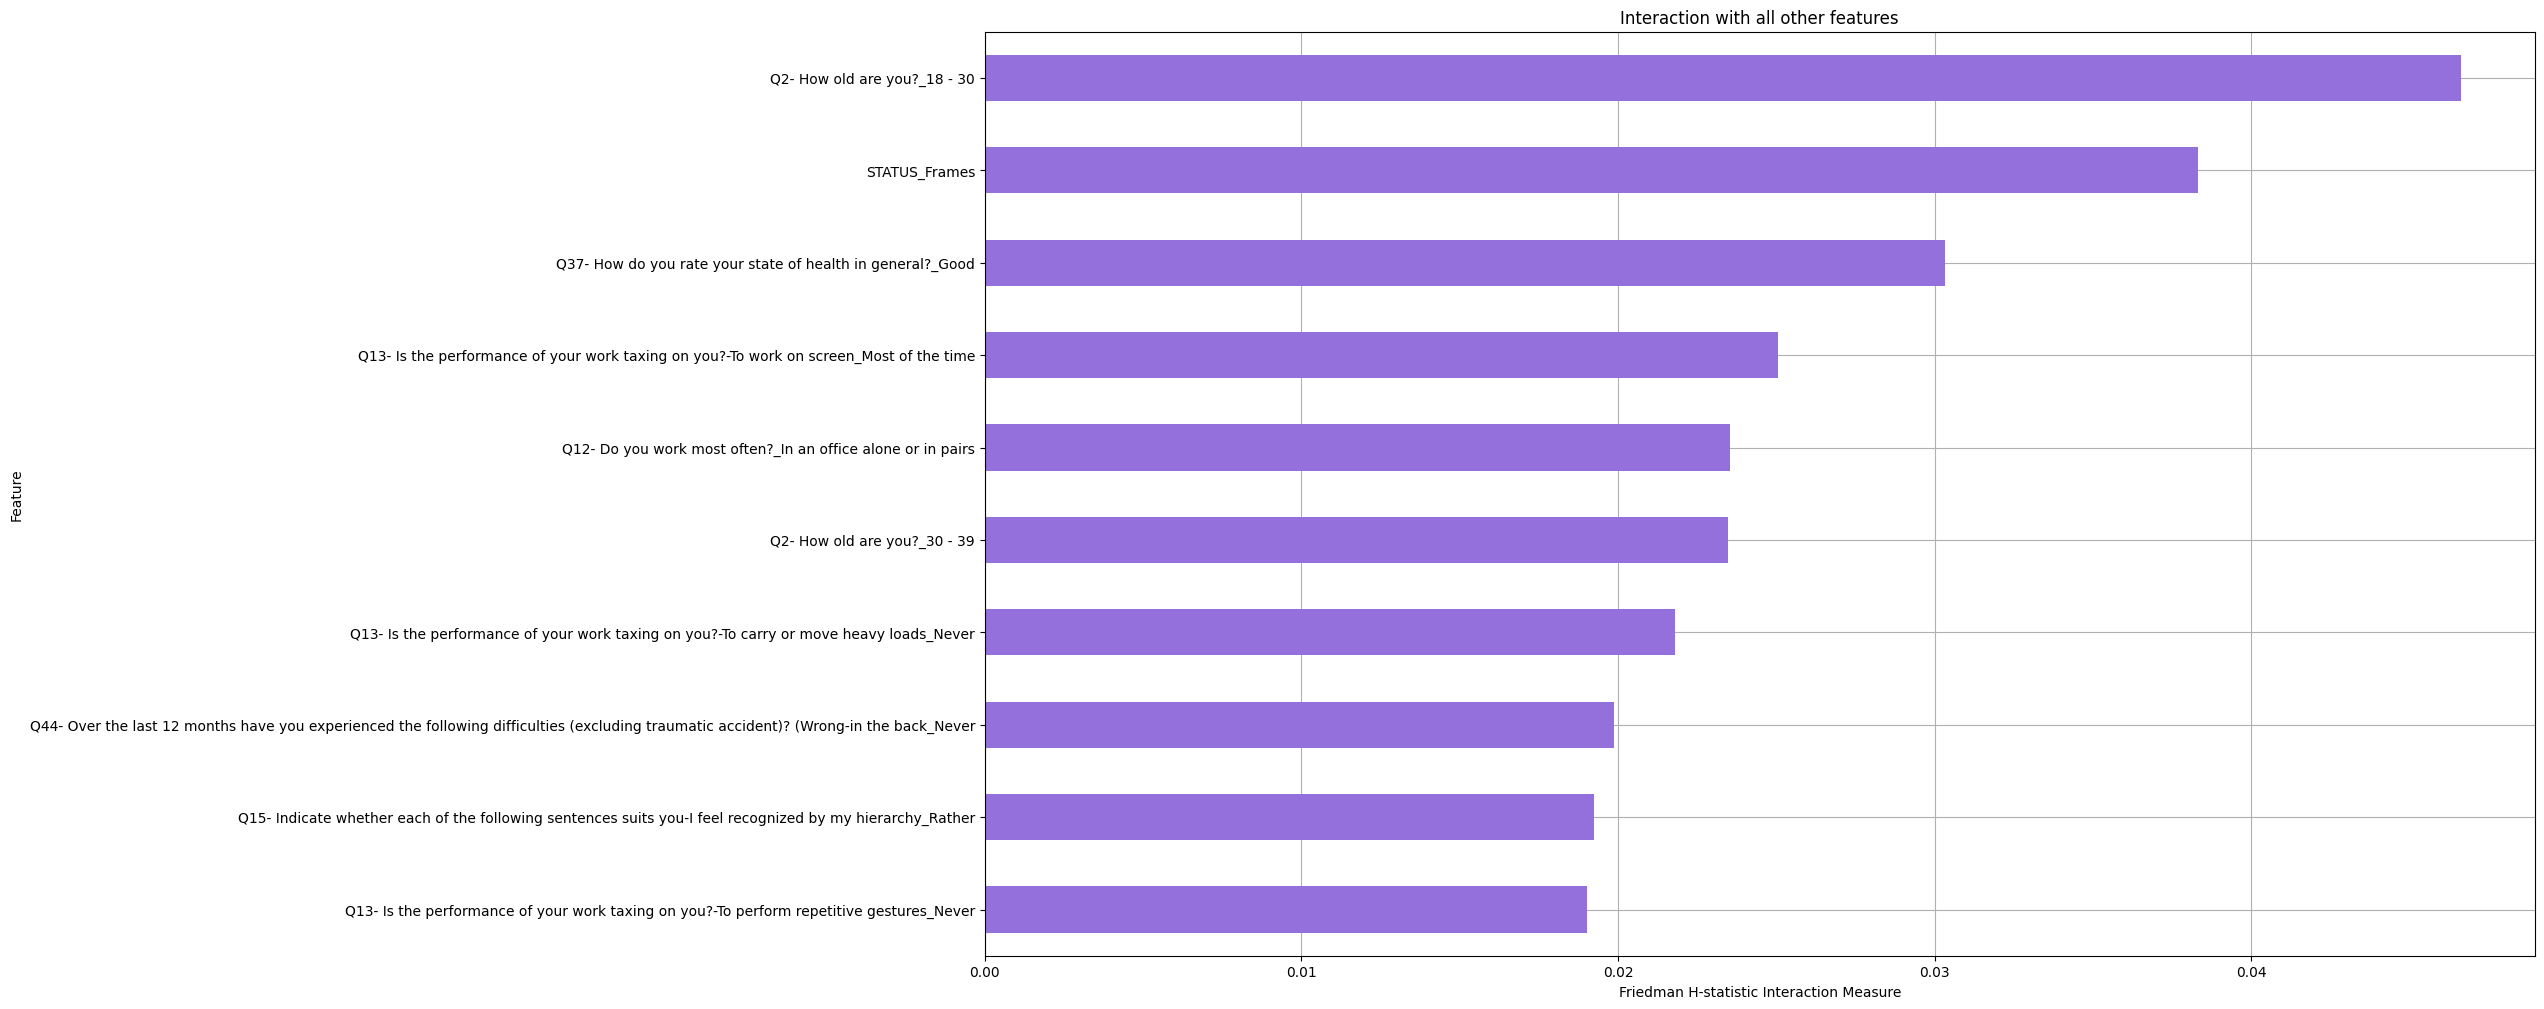 Interaction with all other features
Q2- How old are you?_18 - 30
STATUS_Frames
Q37- How do you rate your state of health in general?_Good
Q13- Is the performance of your work taxing on you?-To work on screen_Most of the time
Q12- Do you work most often?_In an office alone or in pairs
Q2- How old are you?_30 - 39
Q13- Is the performance of your work taxing on you?-To carry or move heavy loads_Never
Q44- Over the last 12 months have you experienced the following difficulties (excluding traumatic accident)? (Wrong-in the back_Never
Q15- Indicate whether each of the following sentences suits you-I feel recognized by my hierarchy_Rather
Q13- Is the performance of your work taxing on you?-To perform repetitive gestures_Never
Feature
0.00 0.01 0.02 0.03 0.04
Friedman H-statistic Interaction Measure